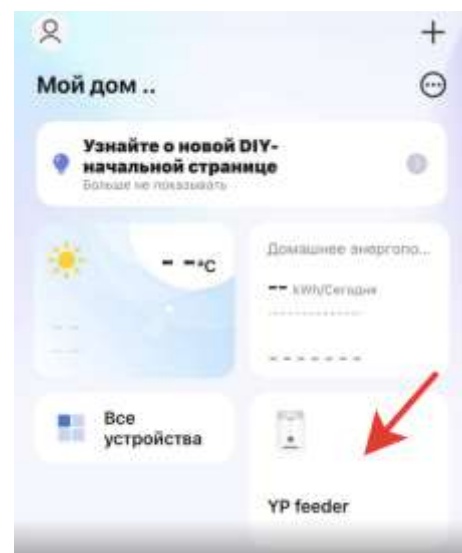 Мой дом ..
Узнайте о новой DIY-
начальной странице
Больше не показывать
- -°C
Домашнее энергопо...
-- kWh/Сегодня
Все
устройства
YP feeder